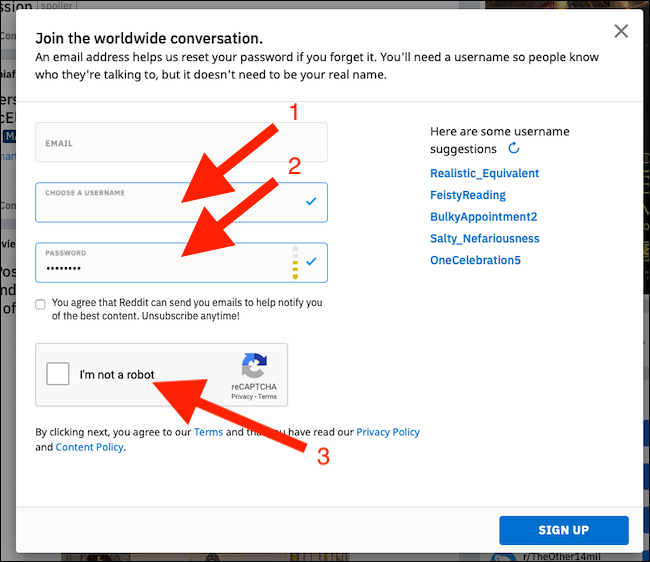 ession spoiler
Join the worldwide conversation.
An email address helps us reset your password if you forget it. You'll need a username so people know
who they're talking to, but it doesn't need to be your real name.
1
EMAIL
2
CHOOSE A USERNAME
PASSWORD
You agree that Reddit can send you emails to help notify you
of the best content. Unsubscribe anytime!
I'm not a robot
reCAPTCHA
Privacy - Terms
3
By clicking next, you agree to our Terms and that you have read our Privacy Policy
and Content Policy.
Here are some username
suggestions
Realistic_Equivalent
FeistyReading
BulkyAppointment2
Salty_Nefariousness
OneCelebration5
SIGN UP
r/TheOther14mil